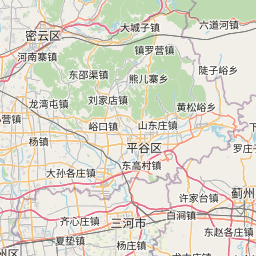 大城子镇
六道河镇
密云区
镇罗营镇
河南寨镇
陡子峪乡
东邵渠镇
熊儿寨乡
刘家店镇
龙湾屯镇
黄松峪乡
峪口镇
山东庄镇
杨镇
平谷区
东高村镇
大孙各庄镇
蓟州
许家台镇
齐心庄镇
三河市
白涧镇
夏垫镇
杨庄镇
东赵各庄镇